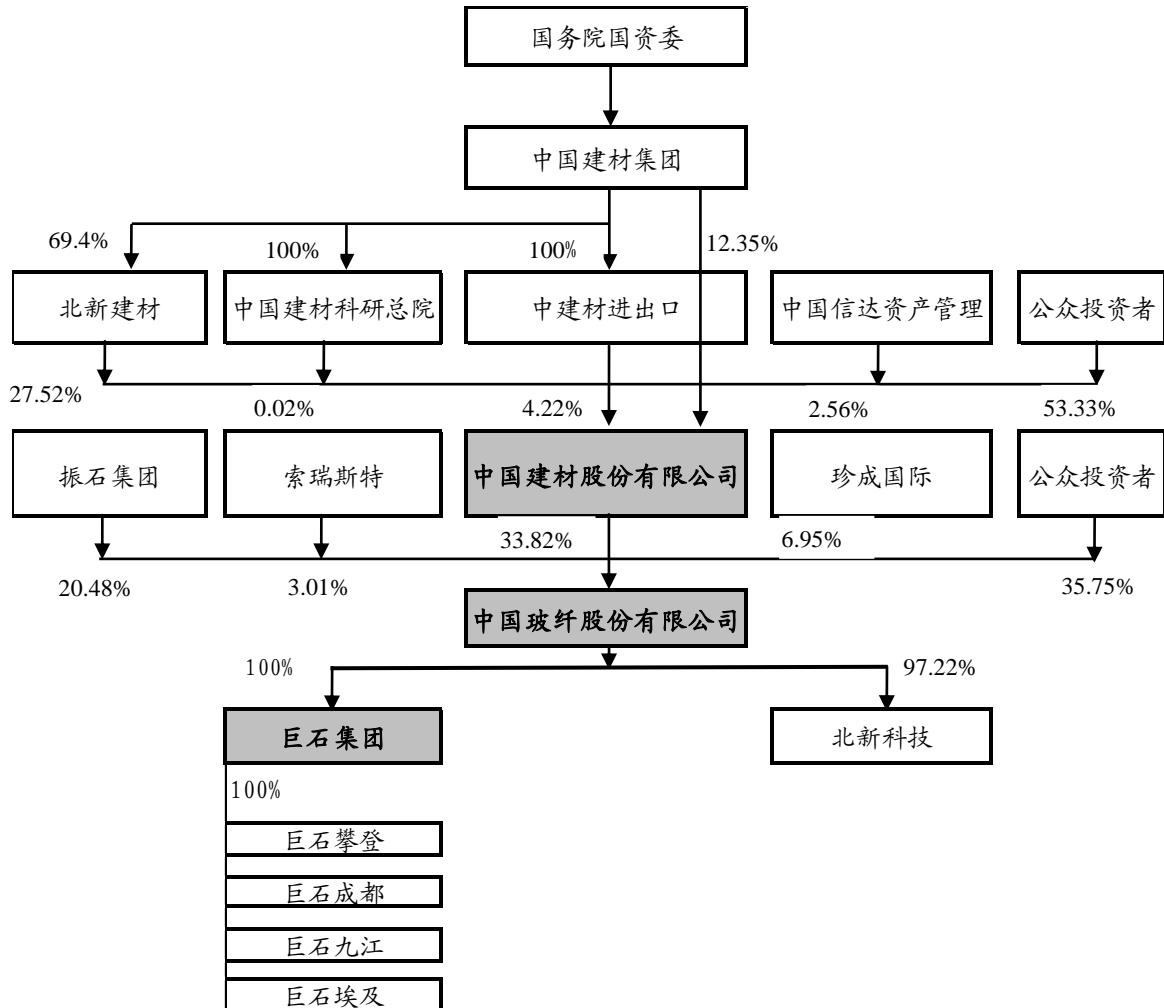 国务院国资委
中国建材集团
69.4%
100%
100%
12.35%
北新建材
中国建材科研总院
中建材进出口
中国信达资产管理
公众投资者
27.52%
0.02%
4.22%
2.56%
53.33%
振石集团
索瑞斯特
中国建材股份有限公司
珍成国际
公众投资者
33.82%
6.95%
20.48%
3.01%
35.75%
中国玻纤股份有限公司
100%
97.22%
巨石集团
北新科技
100%
巨石攀登
巨石成都
巨石九江
巨石埃及